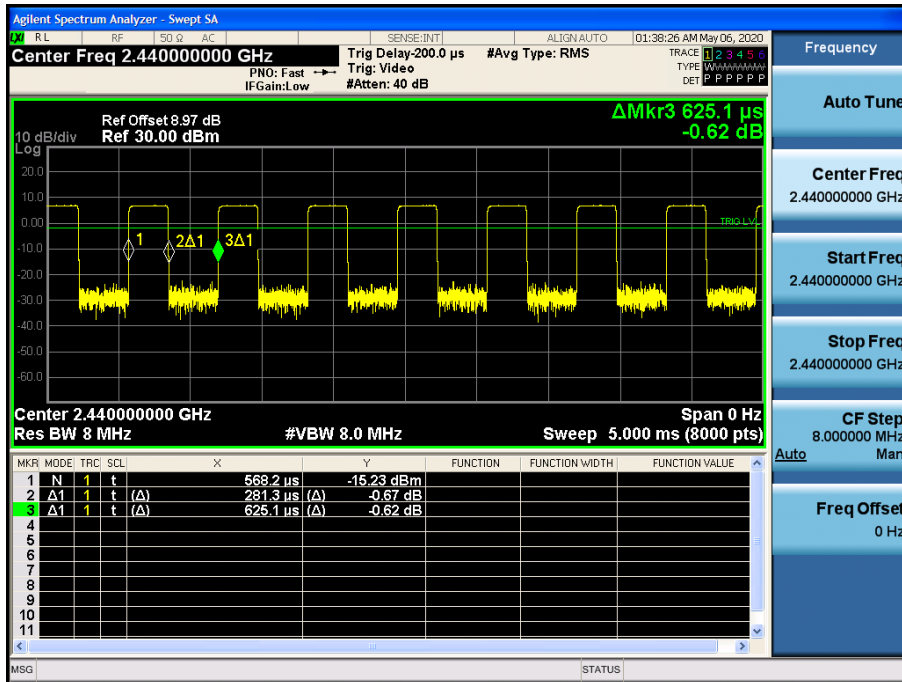 Agilent Spectrum Analyzer - Swept SA
LXI RL RF 50 Ω AC SENSE:INT ALIGN AUTO 01:38:26 AM May 06, 2020
Center Freq 2.440000000 GHz
PNO: Fast
IFGain:Low
Trig Delay-200.0 µs
Trig: Video
#Atten: 40 dB
#Avg Type: RMS
TRACE 1 2 3 4 5 6
TYPE WWWWWW
DET P P P P P P
Frequency
Auto Tune
Center Freq
2.440000000 GHz
Start Freq
2.440000000 GHz
Stop Freq
2.440000000 GHz
CF Step
8.000000 MHz
Auto Man
Freq Offset
0 Hz
ΔMkr3 625.1 µs
-0.62 dB
Ref Offset 8.97 dB
10 dB/div Ref 30.00 dBm
Log
20.0
10.0
0.00
-10.0
-20.0
-30.0
-40.0
-50.0
-60.0
TRIG LVL
1 2Δ1 3Δ1
Center 2.440000000 GHz Span 0 Hz
Res BW 8 MHz #VBW 8.0 MHz Sweep 5.000 ms (8000 pts)
MKR MODE TRC SCL X Y FUNCTION FUNCTION WIDTH FUNCTION VALUE
1 N 1 t 568.2 µs -15.23 dBm
2 Δ1 1 t (Δ) 281.3 µs (Δ) -0.67 dB
3 Δ1 1 t (Δ) 625.1 µs (Δ) -0.62 dB
4
5
6
7
8
9
10
11
MSG STATUS